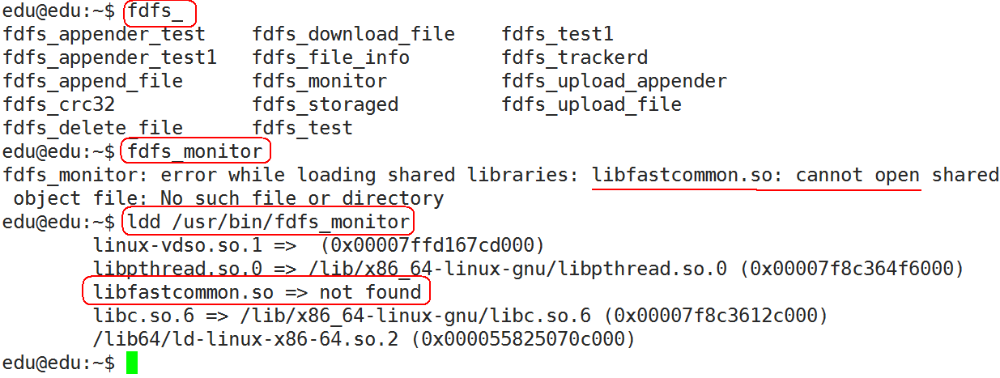 edu@edu:~$ fdfs_
fdfs_appender_test    fdfs_download_file    fdfs_test1
fdfs_appender_test1   fdfs_file_info        fdfs_trackerd
fdfs_append_file      fdfs_monitor          fdfs_upload_appender
fdfs_crc32            fdfs_storaged         fdfs_upload_file
fdfs_delete_file      fdfs_test
edu@edu:~$ fdfs_monitor
fdfs_monitor: error while loading shared libraries: libfastcommon.so: cannot open shared
 object file: No such file or directory
edu@edu:~$ ldd /usr/bin/fdfs_monitor
        linux-vdso.so.1 =>  (0x00007ffd167cd000)
        libpthread.so.0 => /lib/x86_64-linux-gnu/libpthread.so.0 (0x00007f8c364f6000)
        libfastcommon.so => not found
        libc.so.6 => /lib/x86_64-linux-gnu/libc.so.6 (0x00007f8c3612c000)
        /lib64/ld-linux-x86-64.so.2 (0x000055825070c000)
edu@edu:~$